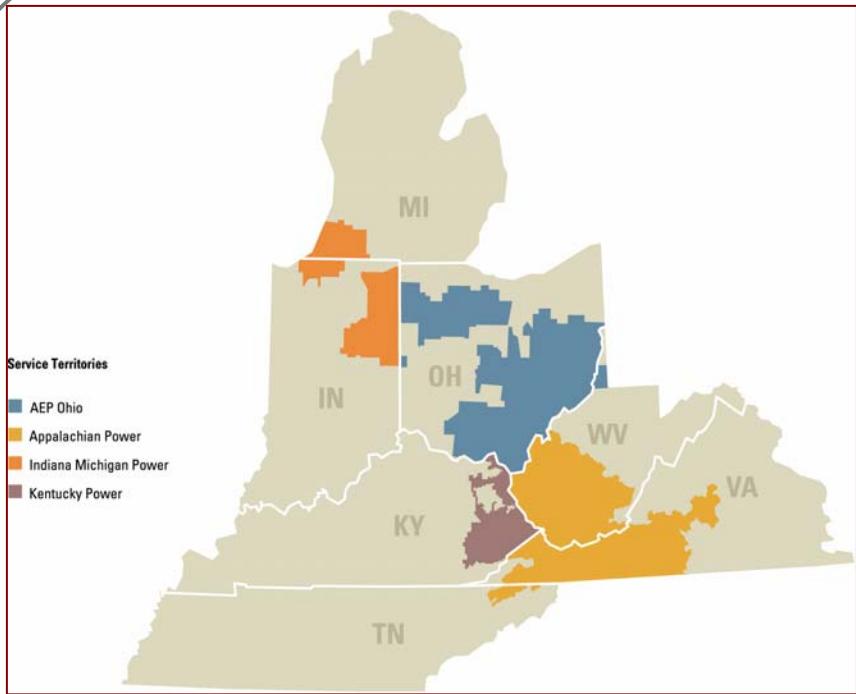 MI
Service Territories
AEP Ohio
Appalachian Power
Indiana Michigan Power
Kentucky Power
IN
OH
WV
VA
KY
TN